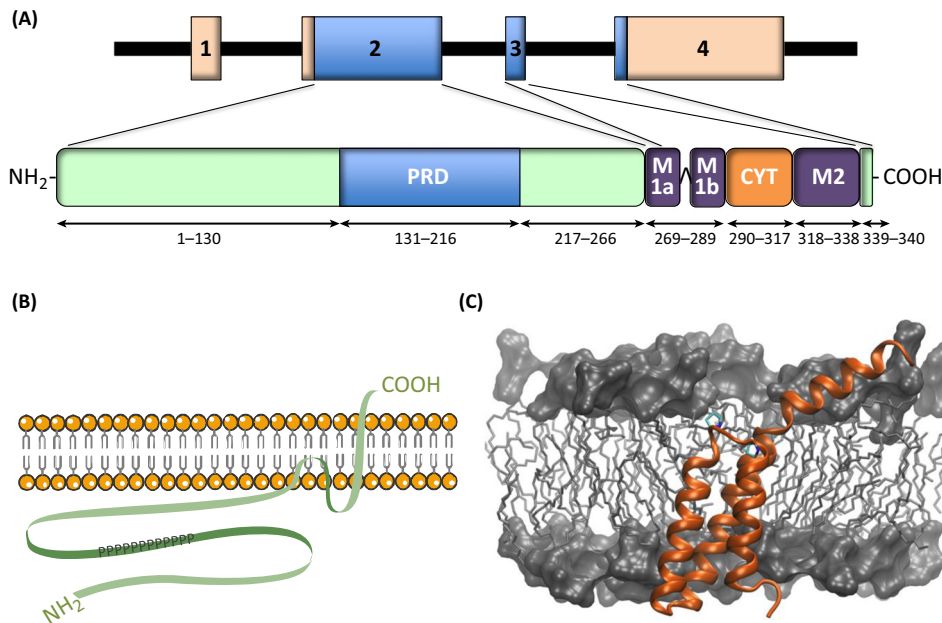 (A)
1 2 3 4
NH2 PRD M 1a M 1b CYT M2 COOH
1–130 131–216 217–266 269–289 290–317 318–338 339–340
(B)
COOH
PPPPPPPPPPPP
NH2
(C)